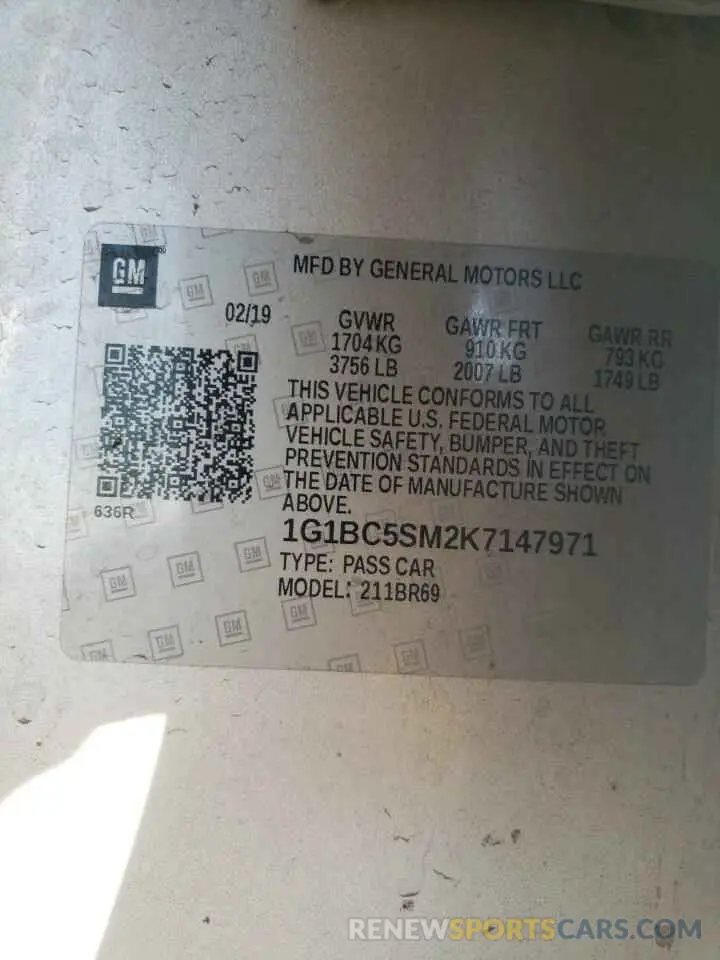 GM
MFD BY GENERAL MOTORS LLC
02/19
GVWR GAWR FRT GAWR RR
1704 KG 910 KG 793 KG
3756 LB 2007 LB 1749 LB
THIS VEHICLE CONFORMS TO ALL
APPLICABLE U.S. FEDERAL MOTOR
VEHICLE SAFETY, BUMPER, AND THEFT
PREVENTION STANDARDS IN EFFECT ON
THE DATE OF MANUFACTURE SHOWN
ABOVE.
636R
1G1BC5SM2K7147971
TYPE: PASS CAR
MODEL: 211BR69
RENEWSPORTSCARS.COM